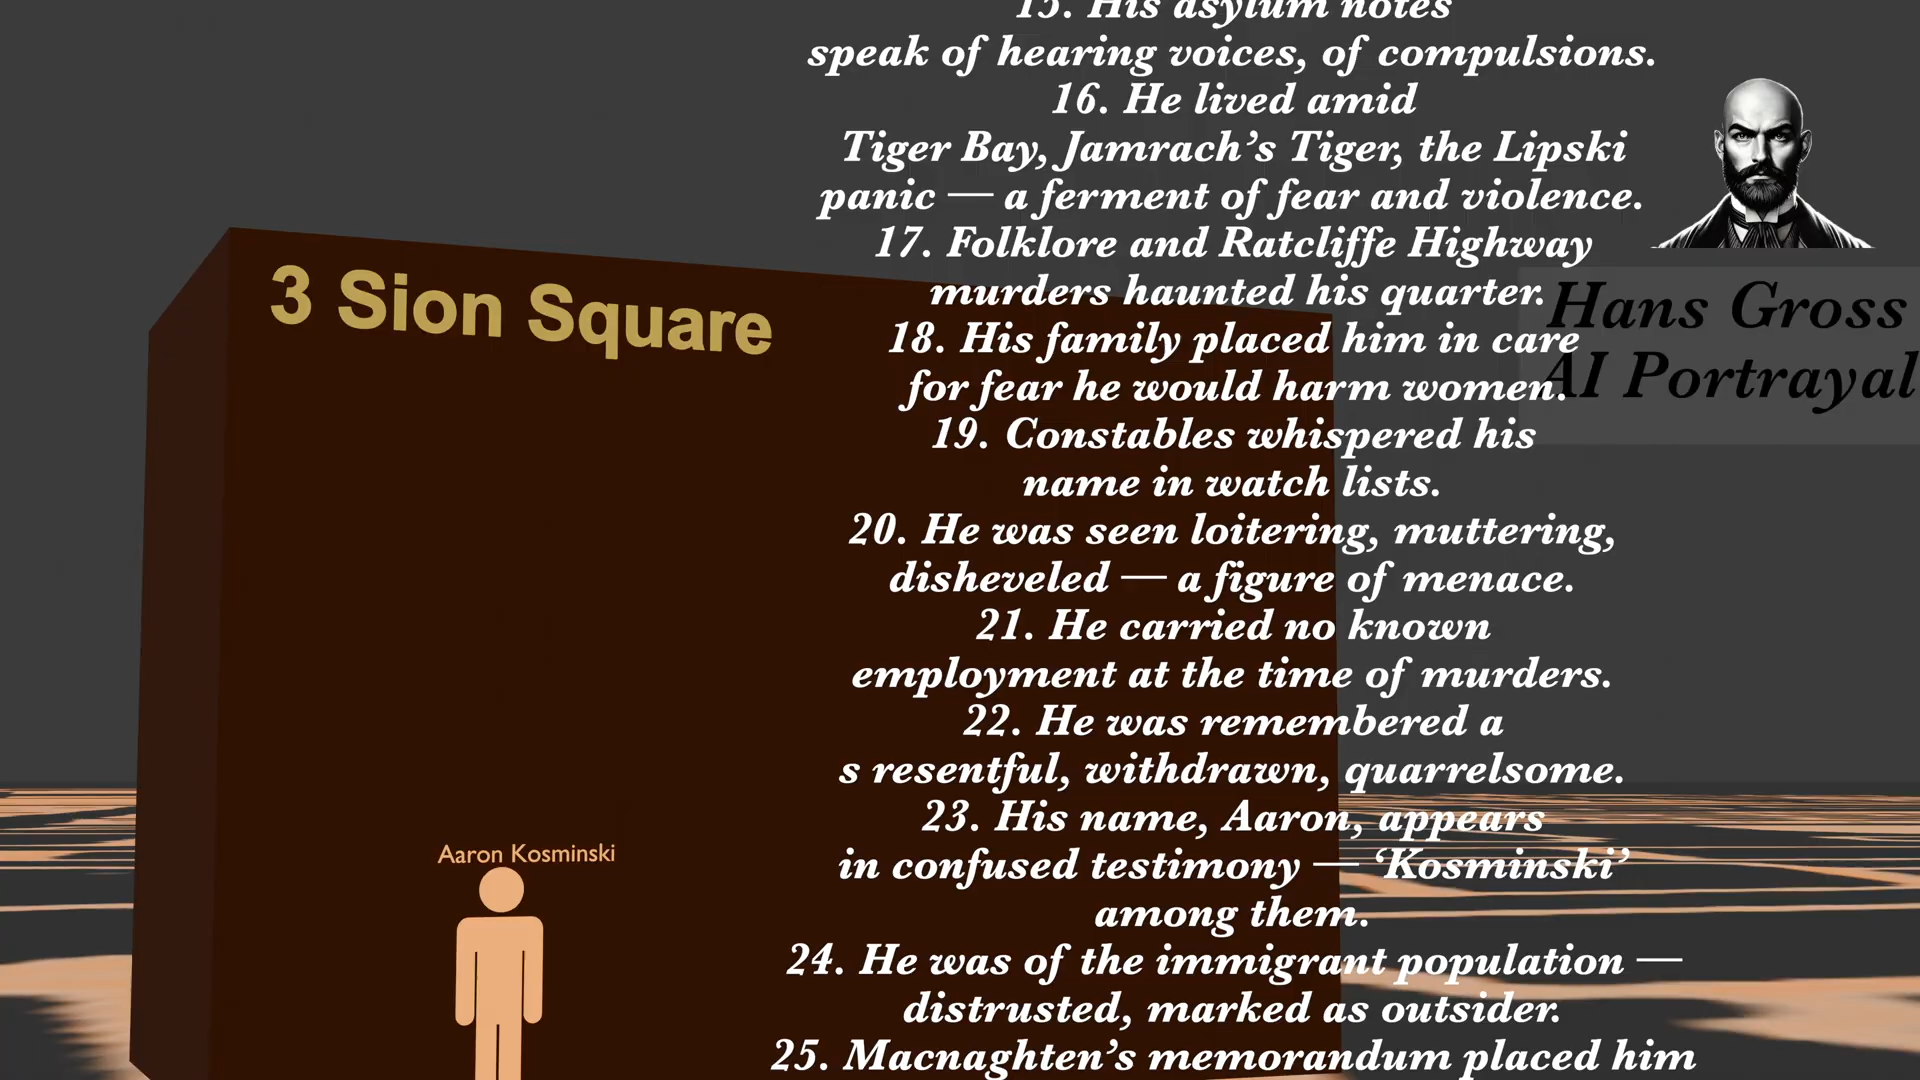 15. His asylum notes
speak of hearing voices, of compulsions.
16. He lived amid
Tiger Bay, Jamrach’s Tiger, the Lipski
panic — a ferment of fear and violence.
17. Folklore and Ratcliffe Highway
murders haunted his quarter.
18. His family placed him in care
for fear he would harm women.
19. Constables whispered his
name in watch lists.
20. He was seen loitering, muttering,
disheveled — a figure of menace.
21. He carried no known
employment at the time of murders.
22. He was remembered a
s resentful, withdrawn, quarrelsome.
23. His name, Aaron, appears
in confused testimony — ‘Kosminski’
among them.
24. He was of the immigrant population —
distrusted, marked as outsider.
25. Macnaghten’s memorandum placed him
3 Sion Square
Aaron Kosminski
Hans Gross
AI Portrayal